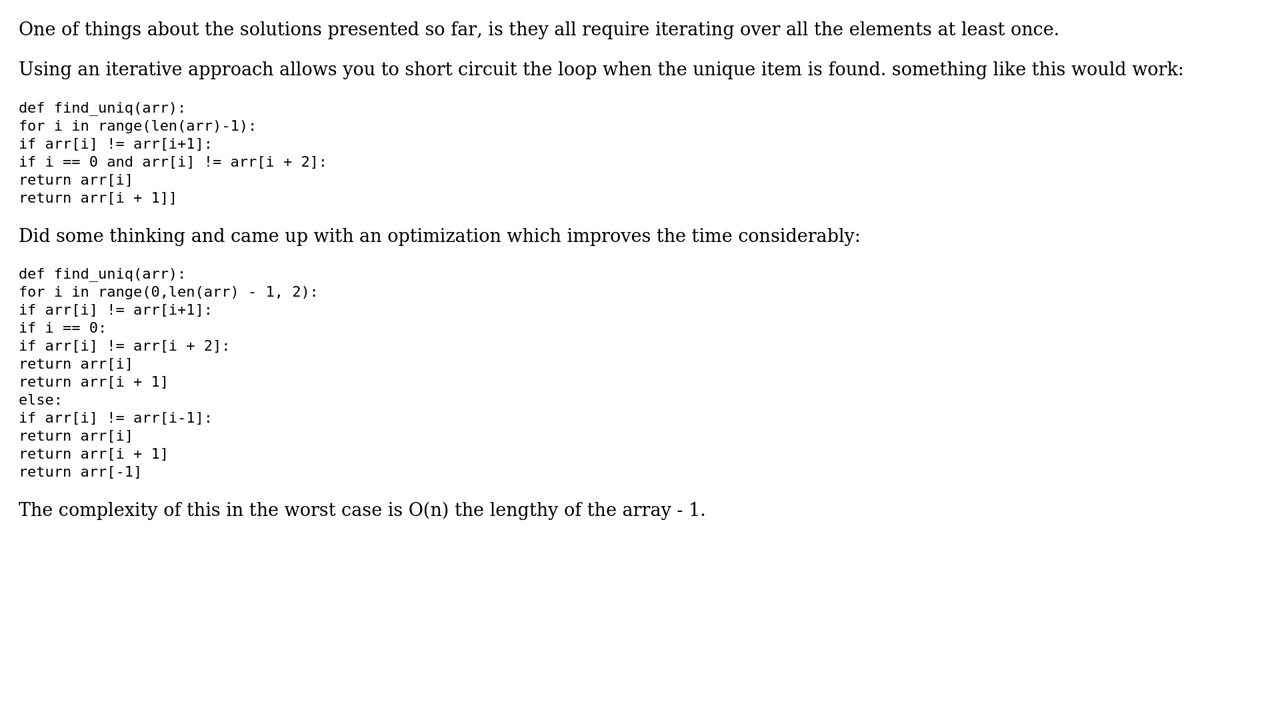 One of things about the solutions presented so far, is they all require iterating over all the elements at least once.
Using an iterative approach allows you to short circuit the loop when the unique item is found. something like this would work:
def find_uniq(arr):
for i in range(len(arr)-1):
if arr[i] != arr[i+1]:
if i == 0 and arr[i] != arr[i + 2]:
return arr[i]
return arr[i + 1]]
Did some thinking and came up with an optimization which improves the time considerably:
def find_uniq(arr):
for i in range(0,len(arr) - 1, 2):
if arr[i] != arr[i+1]:
if i == 0:
if arr[i] != arr[i + 2]:
return arr[i]
return arr[i + 1]
else:
if arr[i] != arr[i-1]:
return arr[i]
return arr[i + 1]
return arr[-1]
The complexity of this in the worst case is O(n) the lengthy of the array - 1.